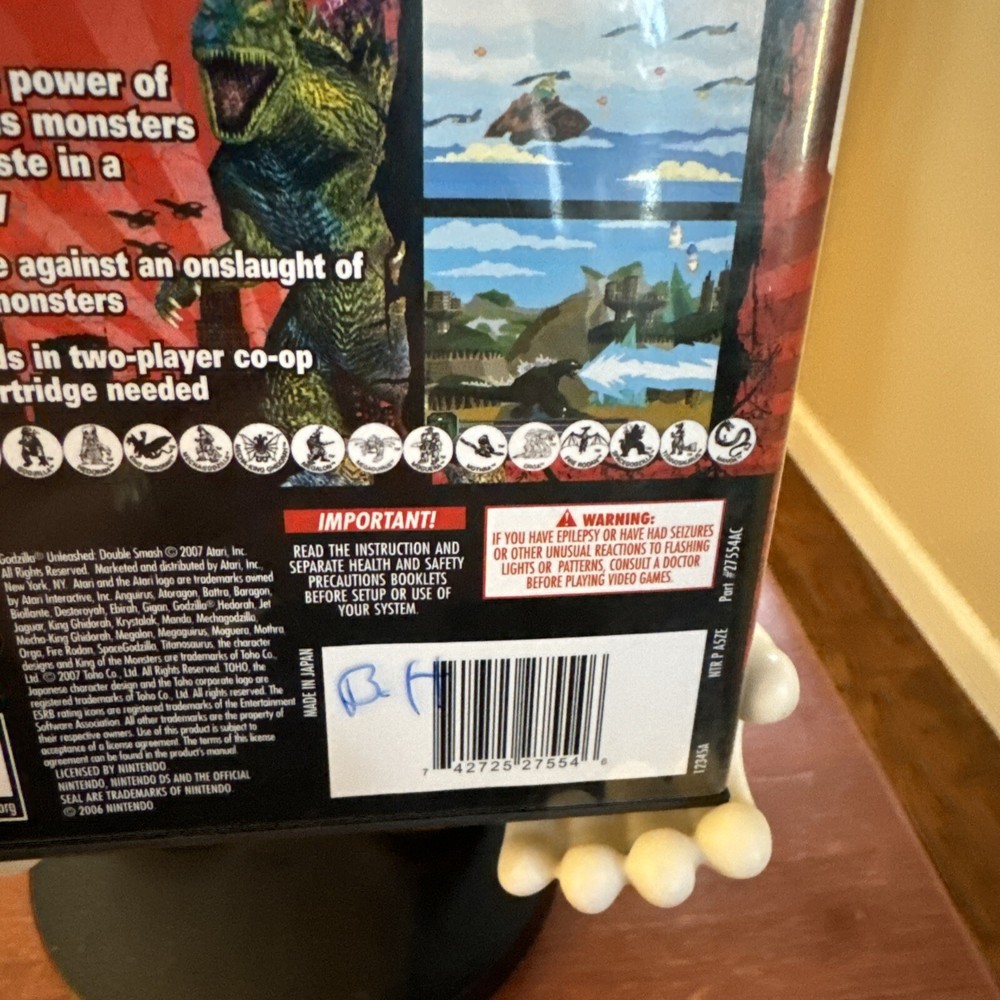 power of
s monsters
ste in a
e against an onslaught of
monsters
ls in two-player co-op
rtridge needed
IMPORTANT!
READ THE INSTRUCTION AND
SEPARATE HEALTH AND SAFETY
PRECAUTIONS BOOKLETS
BEFORE SETUP OR USE OF
YOUR SYSTEM.
WARNING:
IF YOU HAVE EPILEPSY OR HAVE HAD SEIZURES
OR OTHER UNUSUAL REACTIONS TO FLASHING
LIGHTS OR PATTERNS, CONSULT A DOCTOR
BEFORE PLAYING VIDEO GAMES.
Part #27554AC
Godzilla® Unleashed: Double Smash © 2007 Atari, Inc.
All Rights Reserved. Marketed and distributed by Atari, Inc.,
New York, NY. Atari and the Atari logo are trademarks owned
by Atari Interactive, Inc. Anguirus, Atoragon, Battra, Baragon,
Biollante, Destoroyah, Ebirah, Gigan, Godzilla®, Hedorah, Jet
Jaguar, King Ghidorah, Krystalak, Manda, Mechagodzilla,
Mecho-King Ghidorah, Megalon, Megaguirus, Moguera, Mothra
Orga, Fire Rodan, SpaceGodzilla, Titanosaurus, the character
designs and King of the Monsters are trademarks of Toho Co.,
Ltd. © 2007 Toho Co., Ltd. All Rights Reserved. TOHO, the
Japanese character design and the Toho corporate logo are
registered trademarks of Toho Co., Ltd. All rights reserved. The
ESRB rating icons are registered trademarks of the Entertainment
Software Association. All other trademarks are the property of
their respective owners. Use of this product is subject to
acceptance of a license agreement. The terms of this license
agreement can be found in the product's manual.
LICENSED BY NINTENDO.
NINTENDO, NINTENDO DS AND THE OFFICIAL
SEAL ARE TRADEMARKS OF NINTENDO.
© 2006 NINTENDO.
org
MADE IN JAPAN
B H
7 42725 27554 6
NTR P A5ZE
12345A